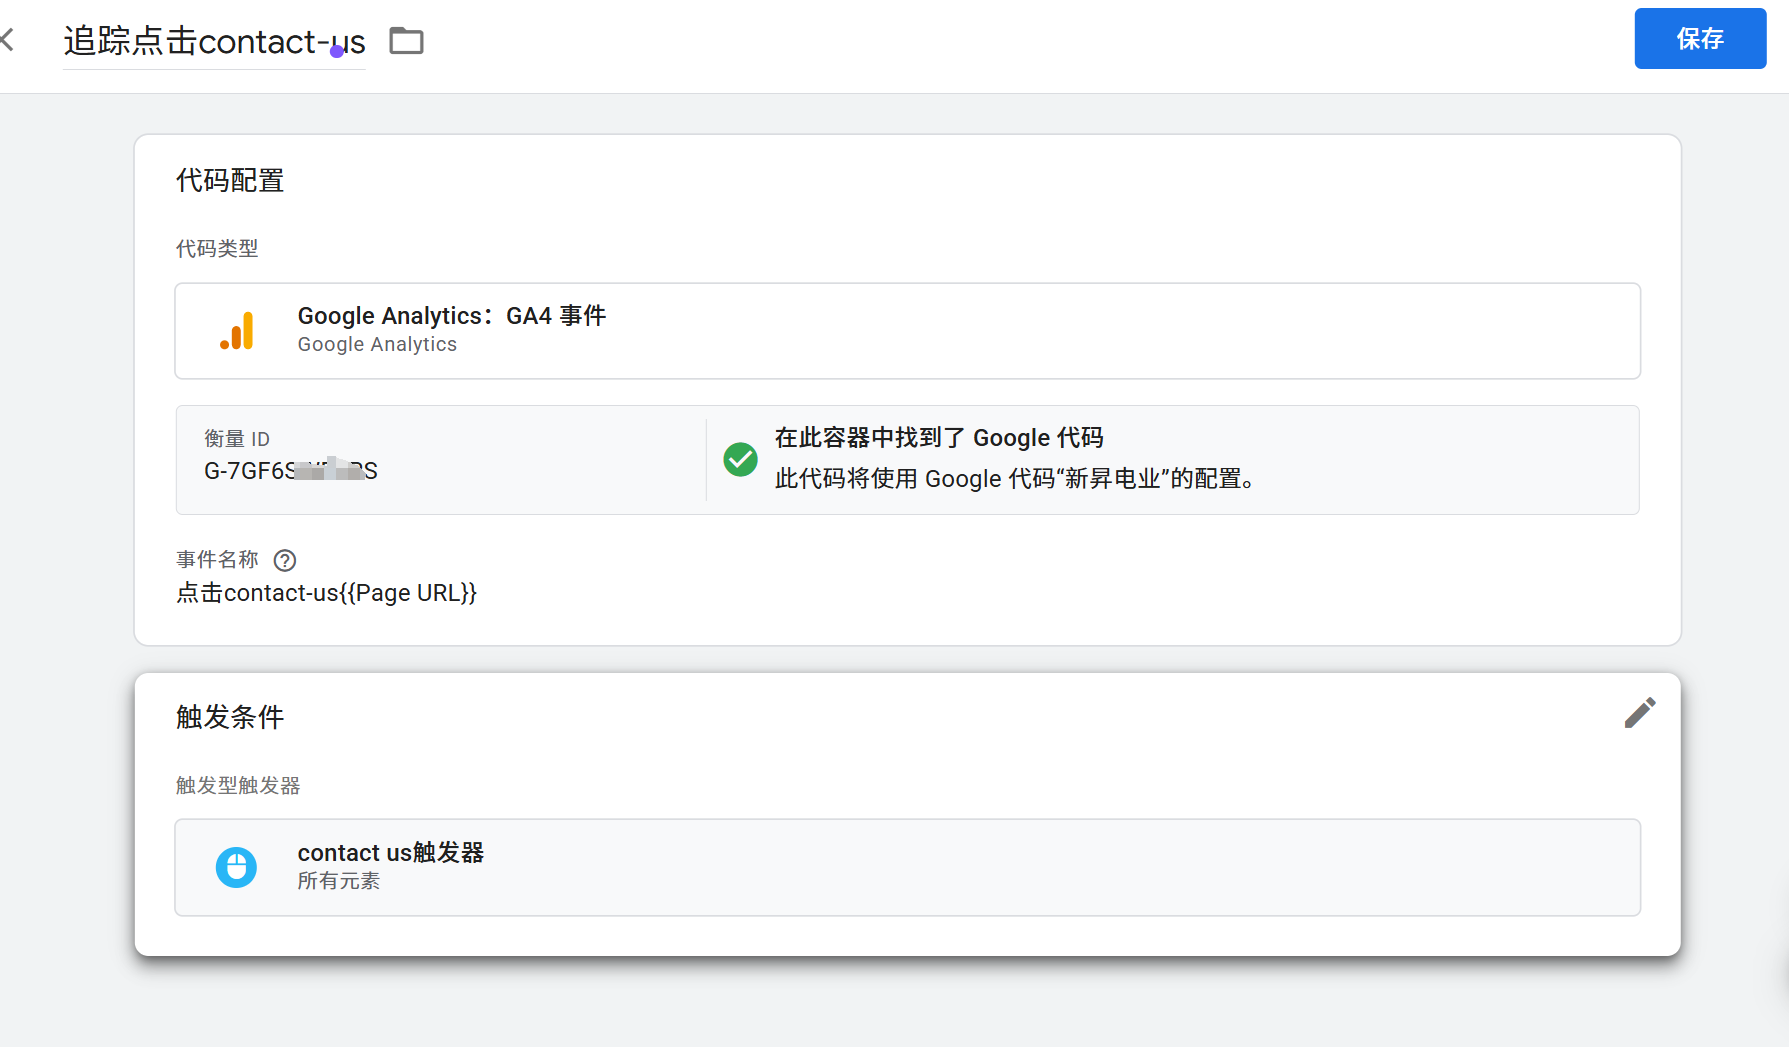 追踪点击contact-us
保存
代码配置
代码类型
Google Analytics：GA4 事件
Google Analytics
衡量 ID
在此容器中找到了 Google 代码
此代码将使用 Google 代码“新昇电业”的配置。
事件名称
点击contact-us{{Page URL}}
触发条件
触发型触发器
contact us触发器
所有元素